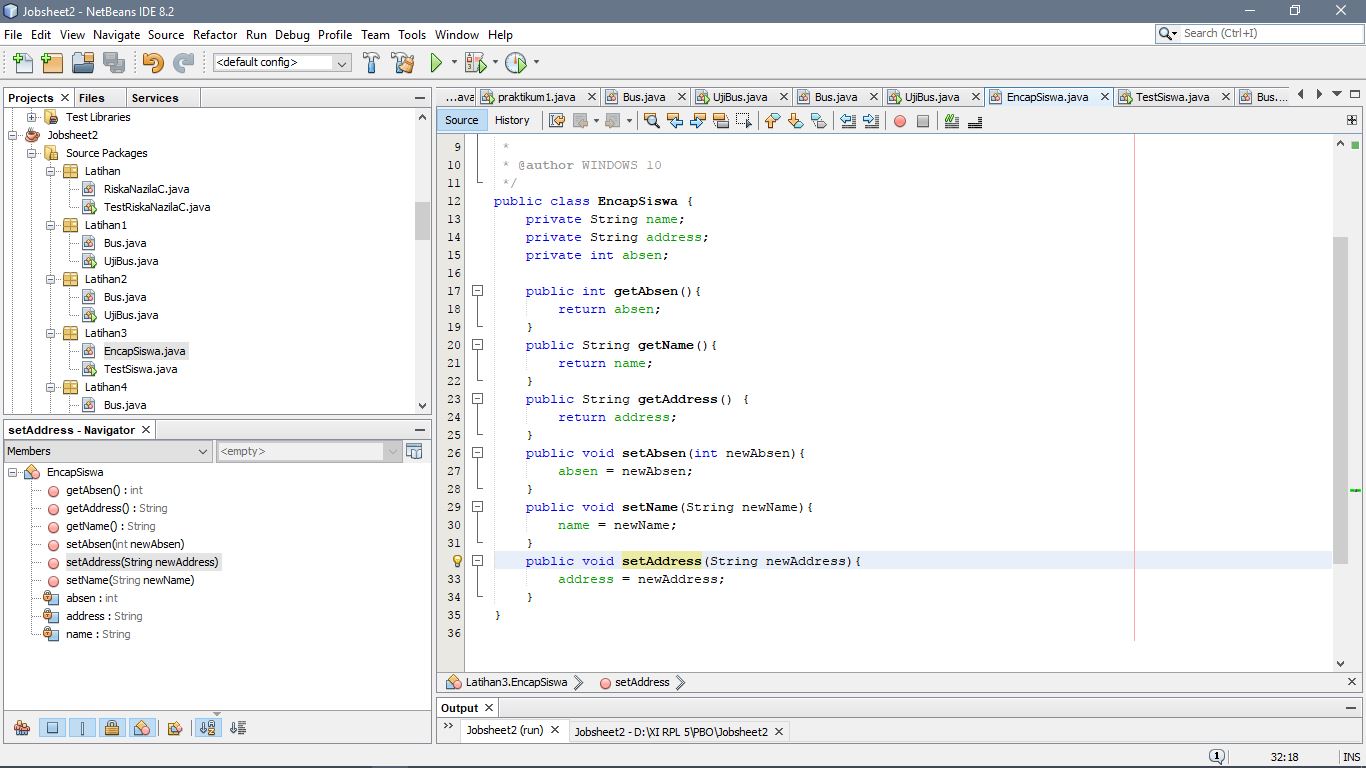 Jobsheet2 - NetBeans IDE 8.2
File Edit View Navigate Source Refactor Run Debug Profile Team Tools Window Help
Search (Ctrl+I)
<default config>
Projects Files Services
Test Libraries
Jobsheet2
Source Packages
Latihan
RiskaNazilaC.java
TestRiskaNazilaC.java
Latihan1
Bus.java
UjiBus.java
Latihan2
Bus.java
UjiBus.java
Latihan3
EncapSiswa.java
TestSiswa.java
Latihan4
Bus.java
setAddress - Navigator
Members
<empty>
EncapSiswa
getAbsen() : int
getAddress() : String
getName() : String
setAbsen(int newAbsen)
setAddress(String newAddress)
setName(String newName)
absen : int
address : String
name : String
...ava praktikum1.java Bus.java UjiBus.java Bus.java UjiBus.java EncapSiswa.java TestSiswa.java Bus....
Source History
9 *
10 * @author WINDOWS 10
11 */
12 public class EncapSiswa {
13 private String name;
14 private String address;
15 private int absen;
16
17 public int getAbsen(){
18 return absen;
19 }
20 public String getName(){
21 return name;
22 }
23 public String getAddress() {
24 return address;
25 }
26 public void setAbsen(int newAbsen){
27 absen = newAbsen;
28 }
29 public void setName(String newName){
30 name = newName;
31 }
public void setAddress(String newAddress){
33 address = newAddress;
34 }
35 }
36
Latihan3.EncapSiswa setAddress
Output
Jobsheet2 (run) Jobsheet2 - D:\XI RPL 5\PBO\Jobsheet2
1 32:18 INS